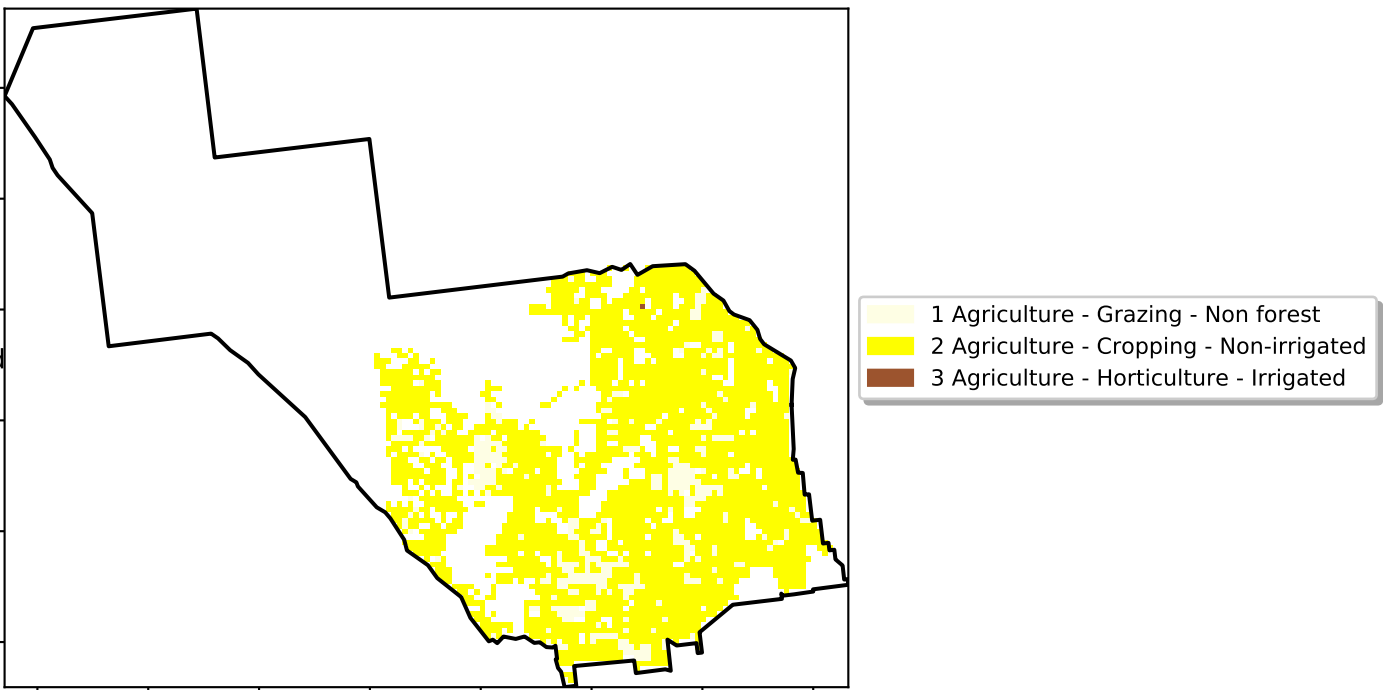 1 Agriculture - Grazing - Non forest
2 Agriculture - Cropping - Non-irrigated
3 Agriculture - Horticulture - Irrigated